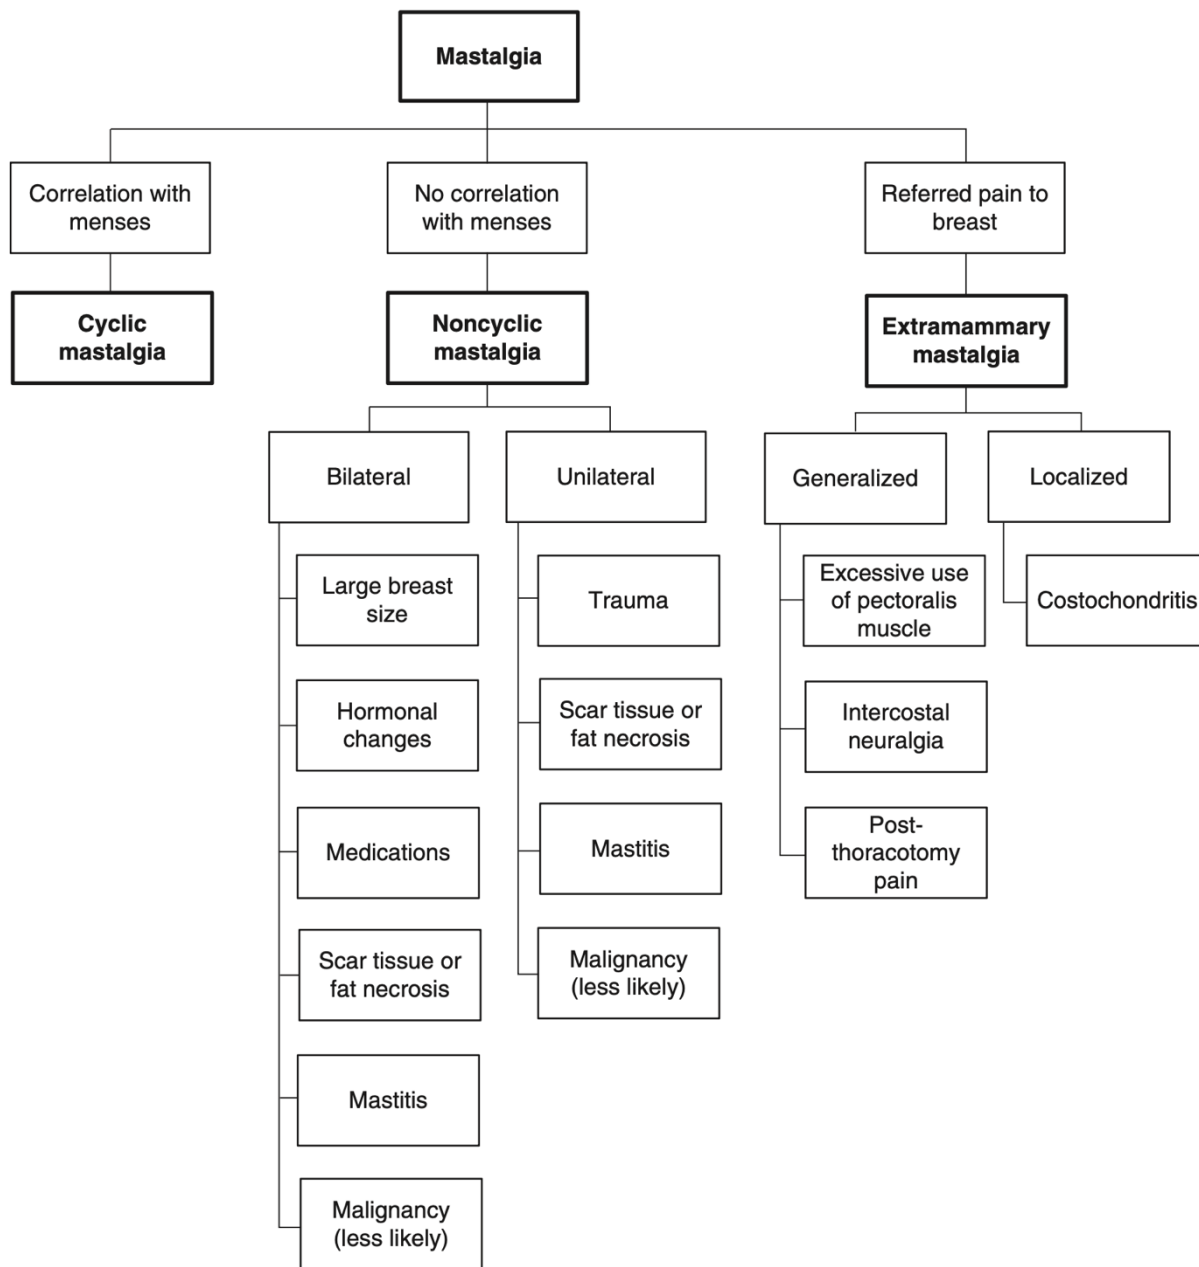 Mastalgia
Correlation with
menses
No correlation
with menses
Referred pain to
breast
Cyclic
mastalgia
Noncyclic
mastalgia
Extramammary
mastalgia
Bilateral
Unilateral
Generalized
Localized
Large breast
size
Hormonal
changes
Medications
Scar tissue or
fat necrosis
Mastitis
Malignancy
(less likely)
Trauma
Scar tissue or
fat necrosis
Mastitis
Malignancy
(less likely)
Excessive use
of pectoralis
muscle
Intercostal
neuralgia
Post-
thoracotomy
pain
Costochondritis